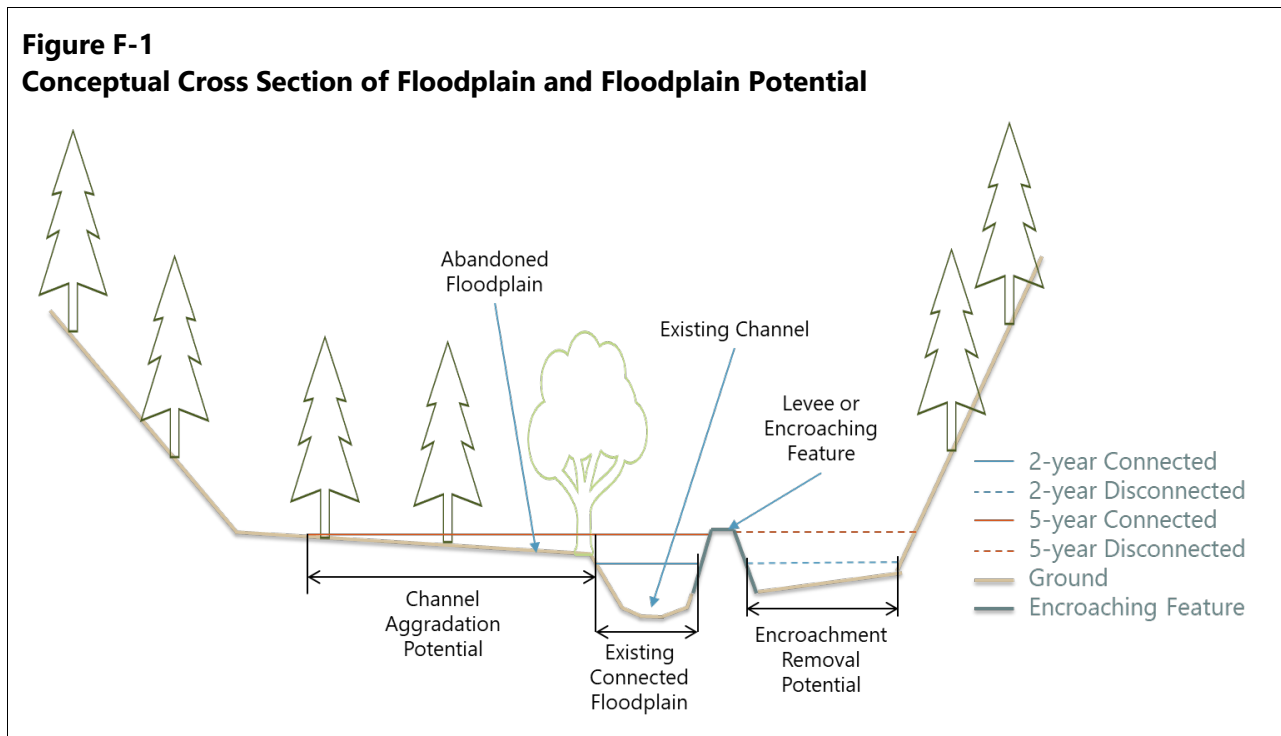 Figure F-1
Conceptual Cross Section of Floodplain and Floodplain Potential
Abandoned
Floodplain
Existing Channel
Levee or
Encroaching
Feature
2-year Connected
2-year Disconnected
5-year Connected
5-year Disconnected
Ground
Encroaching Feature
Channel
Aggradation
Potential
Existing
Connected
Floodplain
Encroachment
Removal
Potential